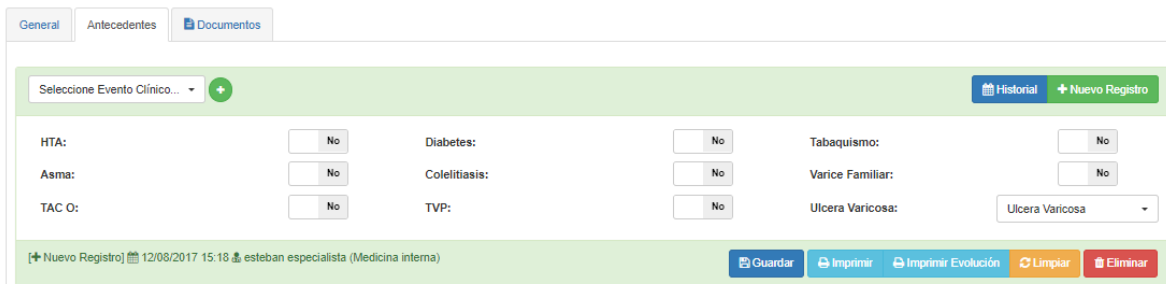 General Antecedentes Documentos
Seleccione Evento Clínico... Historial Nuevo Registro
HTA: No Diabetes: No Tabaquismo: No
Asma: No Colelitiasis: No Varice Familiar: No
TAC O: No TVP: No Ulcera Varicosa: Ulcera Varicosa
[+ Nuevo Registro] 12/08/2017 15:18 esteban especialista (Medicina interna) Guardar Imprimir Imprimir Evolución Limpiar Eliminar